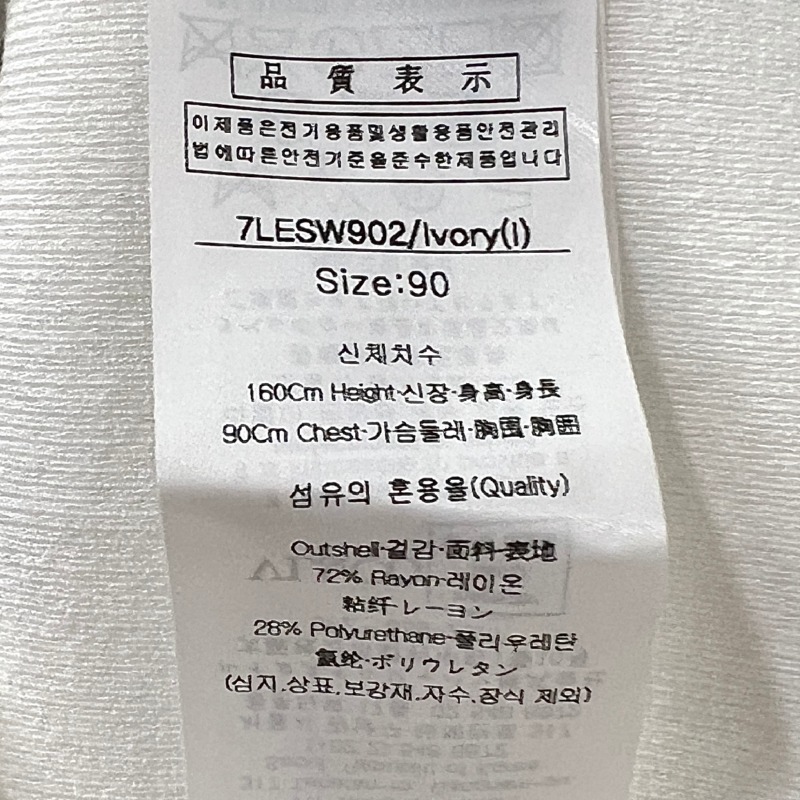 品質表示
이제품은전기용품및생활용품안전관리
법에따른안전기준을준수한제품입니다
7LESW902/Ivory(I)
Size:90
신체치수
160Cm Height·신장·身高·身長
90Cm Chest·가슴둘레·胸围·胸囲
섬유의 혼용율(Quality)
Outshell·겉감·面料·表地
72% Rayon·레이온
粘纤·レーヨン
28% Polyurethane·폴리우레탄
氨纶·ポリウレタン
(심지.상표.보강재.자수.장식 제외)